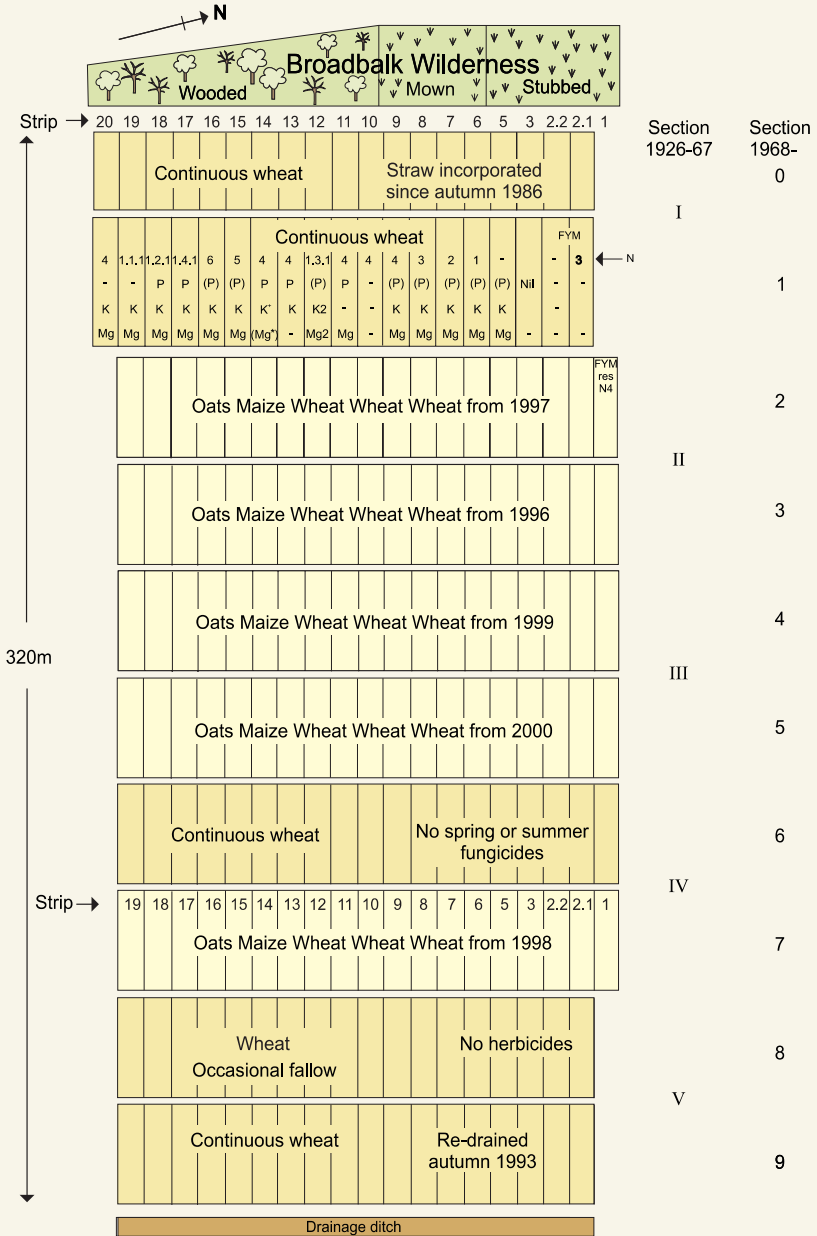 N
Broadbalk Wilderness
Wooded
Mown
Stubbed
Strip
20 19 18 17 16 15 14 13 12 11 10 9 8 7 6 5 3 2.2 2.1 1
Section
1926-67
Section
1968-
Continuous wheat
Straw incorporated
since autumn 1986
0
I
Continuous wheat
FYM
4 1.1.1 1.2.1 1.4.1 6 5 4 4 1.3.1 4 4 4 3 2 1 - - 3
N
- - P P (P) (P) P P (P) P - (P) (P) (P) (P) (P) Nil - -
K K K K K K K+ K K2 K - K K K K K - -
Mg Mg Mg Mg Mg Mg (Mg*) - Mg2 Mg - Mg Mg Mg Mg Mg - - -
1
FYM
res
N4
Oats Maize Wheat Wheat Wheat from 1997
2
II
Oats Maize Wheat Wheat Wheat from 1996
3
Oats Maize Wheat Wheat Wheat from 1999
4
320m
III
Oats Maize Wheat Wheat Wheat from 2000
5
Continuous wheat
No spring or summer
fungicides
6
IV
Strip
19 18 17 16 15 14 13 12 11 10 9 8 7 6 5 3 2.2 2.1 1
Oats Maize Wheat Wheat Wheat from 1998
7
Wheat
Occasional fallow
No herbicides
8
V
Continuous wheat
Re-drained
autumn 1993
9
Drainage ditch